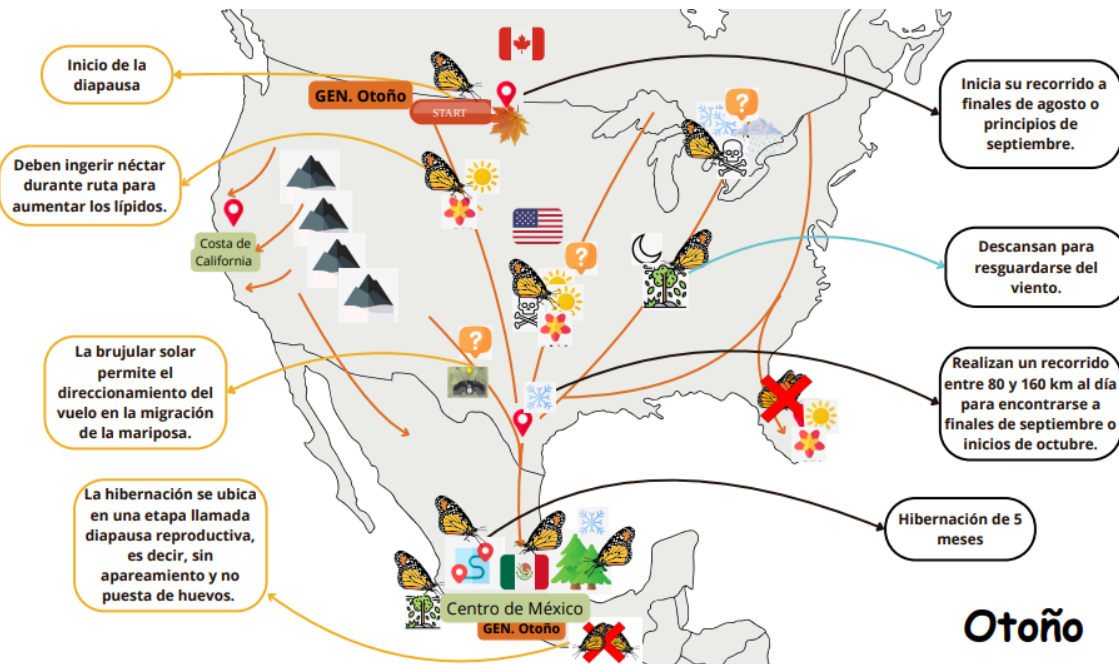 Inicio de la
diapausa
GEN. Otoño
START
Inicia su recorrido a
finales de agosto o
principios de
septiembre.
?
Deben ingerir néctar
durante ruta para
aumentar los lípidos.
Costa de
California
?
Descansan para
resguardarse del
viento.
La brujular solar
permite el
direccionamiento del
vuelo en la migración
de la mariposa.
?
Realizan un recorrido
entre 80 y 160 km al día
para encontrarse a
finales de septiembre o
inicios de octubre.
La hibernación se ubica
en una etapa llamada
diapausa reproductiva,
es decir, sin
apareamiento y no
puesta de huevos.
Hibernación de 5
meses
Centro de México
GEN. Otoño
Otoño